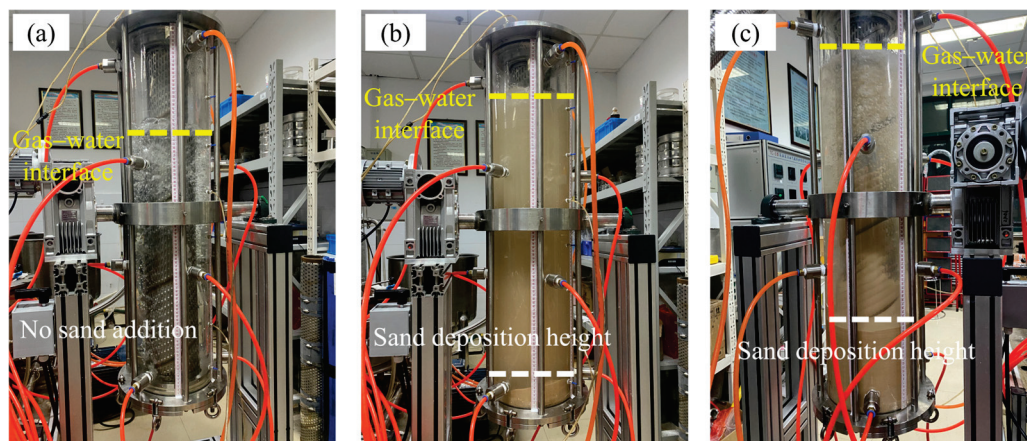 (a)
Gas–water
interface
No sand addition
(b)
Gas–water
interface
Sand deposition height
(c)
Gas–water
interface
Sand deposition height